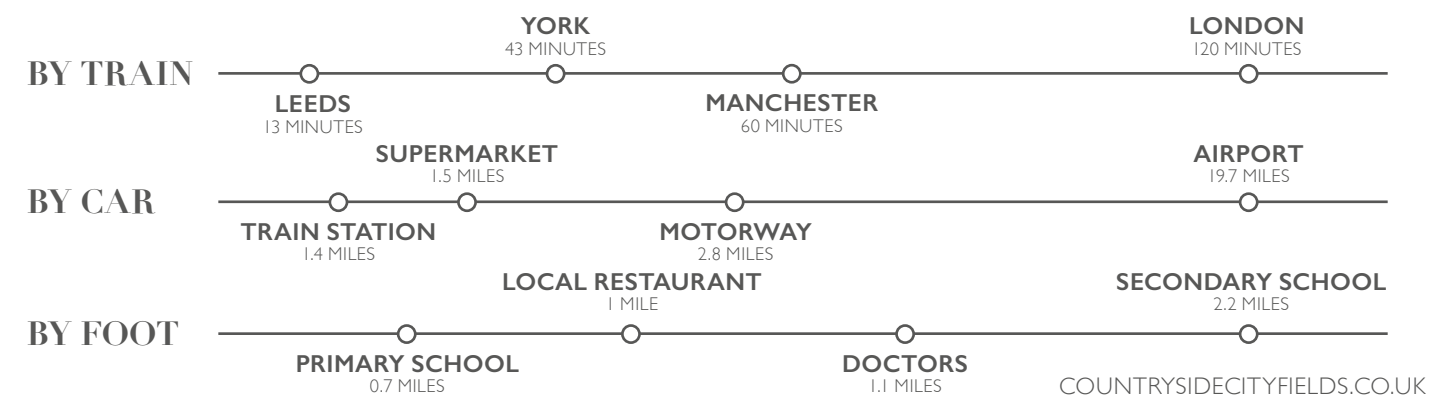 YORK
43 MINUTES
LONDON
120 MINUTES
BY TRAIN
LEEDS
13 MINUTES
MANCHESTER
60 MINUTES
SUPERMARKET
1.5 MILES
AIRPORT
19.7 MILES
BY CAR
TRAIN STATION
1.4 MILES
MOTORWAY
2.8 MILES
LOCAL RESTAURANT
1 MILE
SECONDARY SCHOOL
2.2 MILES
BY FOOT
PRIMARY SCHOOL
0.7 MILES
DOCTORS
1.1 MILES
COUNTRYSIDECITYFIELDS.CO.UK